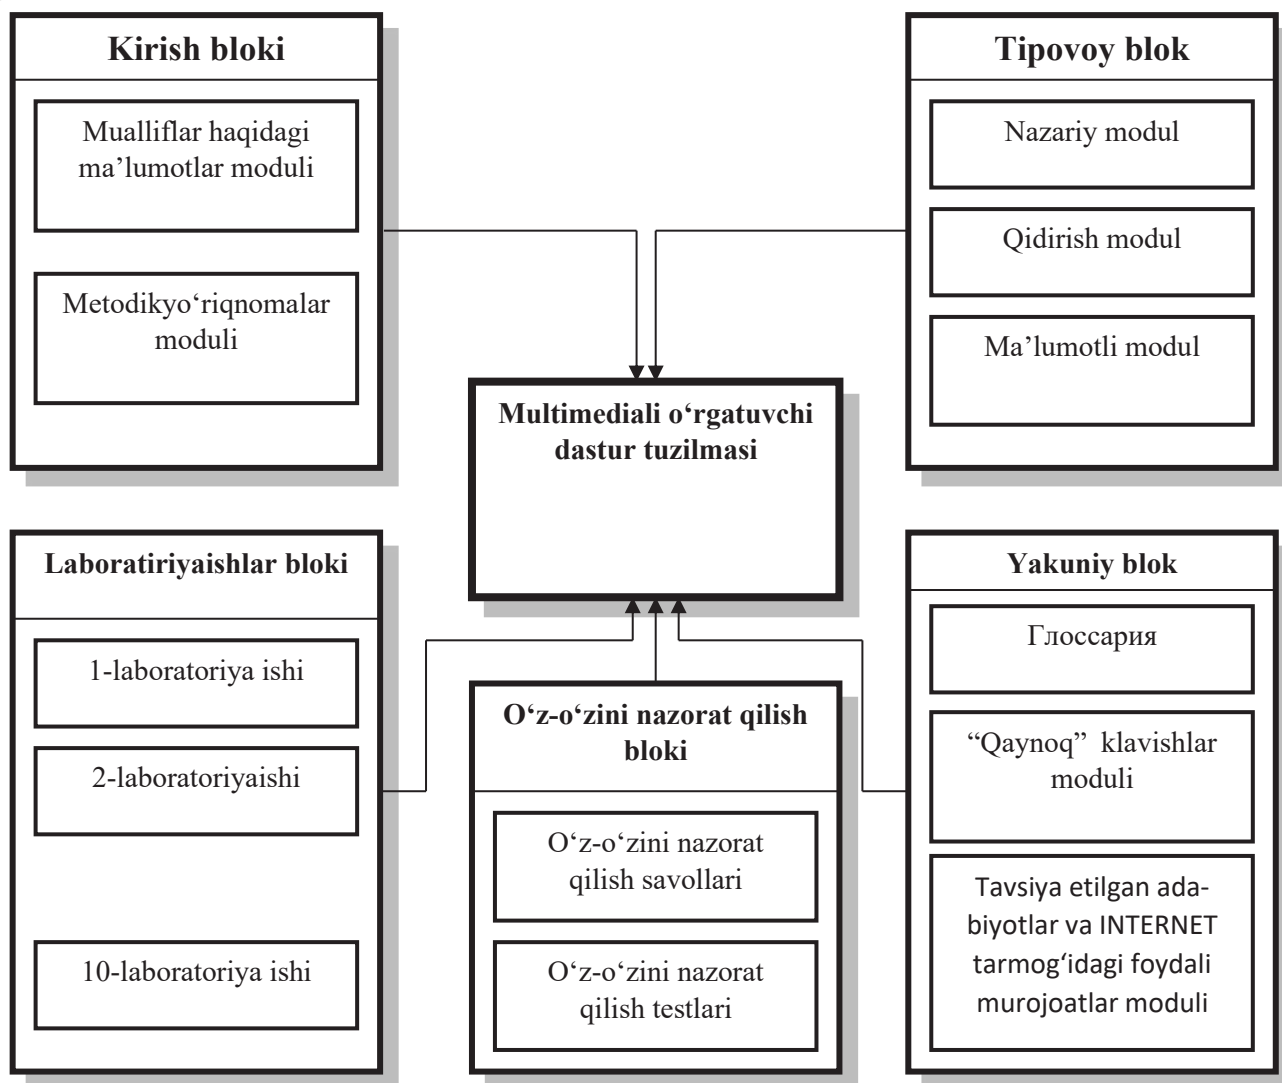 Kirish bloki
Mualliflar haqidagi
ma’lumotlar moduli
Metodikyo‘riqnomalar
moduli
Tipovoy blok
Nazariy modul
Qidirish modul
Ma’lumotli modul
Multimediali o‘rgatuvchi
dastur tuzilmasi
Laboratiriyaishlar bloki
1-laboratoriya ishi
2-laboratoriyaishi
10-laboratoriya ishi
O‘z-o‘zini nazorat qilish
bloki
O‘z-o‘zini nazorat
qilish savollari
O‘z-o‘zini nazorat
qilish testlari
Yakuniy blok
Глоссария
“Qaynoq” klavishlar
moduli
Tavsiya etilgan ada-
biyotlar va INTERNET
tarmog‘idagi foydali
murojoatlar moduli